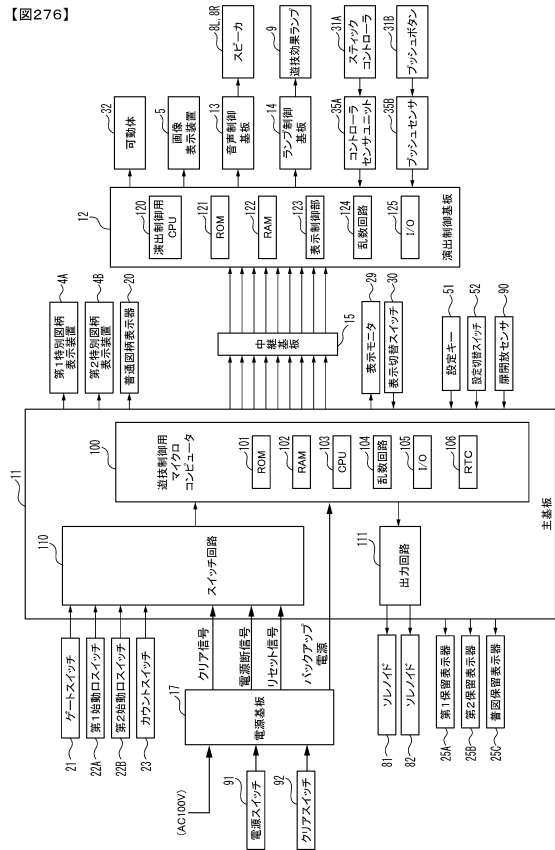 【図276】
8L, 8R
スピーカ
9
遊技効果ランプ
31A
スティック
コントローラ
31B
プッシュボタン
32
可動体
5
画像
表示装置
13
音声制御
基板
14
ランプ制御
基板
35A
コントローラ
センサユニット
35B
プッシュセンサ
12
120
演出制御用
CPU
121
ROM
122
RAM
123
表示制御部
124
乱数回路
125
I/O
演出制御基板
4A
第1特別図柄
表示装置
4B
第2特別図柄
表示装置
20
普通図柄表示器
中継
基板
15
29
表示モニタ
30
表示切替スイッチ
51
設定キー
52
設定切替スイッチ
90
扉開放センサ
11
100
遊技制御用
マイクロ
コンピュータ
101
ROM
102
RAM
103
CPU
104
乱数回路
105
I/O
106
RTC
主基板
110
スイッチ回路
111
出力回路
ゲートスイッチ
21
第1始動口スイッチ
22A
第2始動口スイッチ
22B
カウントスイッチ
23
クリア信号
電源断信号
リセット信号
バックアップ
電源
17
電源基板
(AC100V)
91
電源スイッチ
92
クリアスイッチ
ソレノイド
81
ソレノイド
82
第1保留表示器
25A
第2保留表示器
25B
普図保留表示器
25C